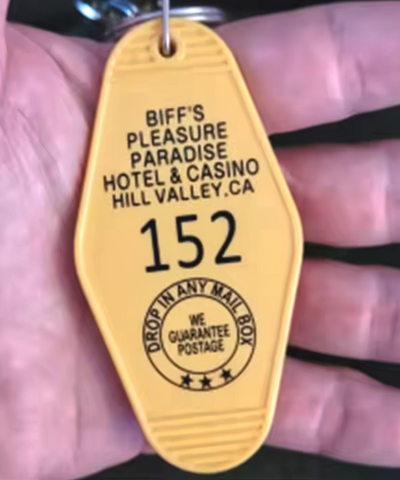 BIFF'S
PLEASURE
PARADISE
HOTEL & CASINO
HILL VALLEY.CA
152
DROP IN ANY MAIL BOX
WE
GUARANTEE
POSTAGE